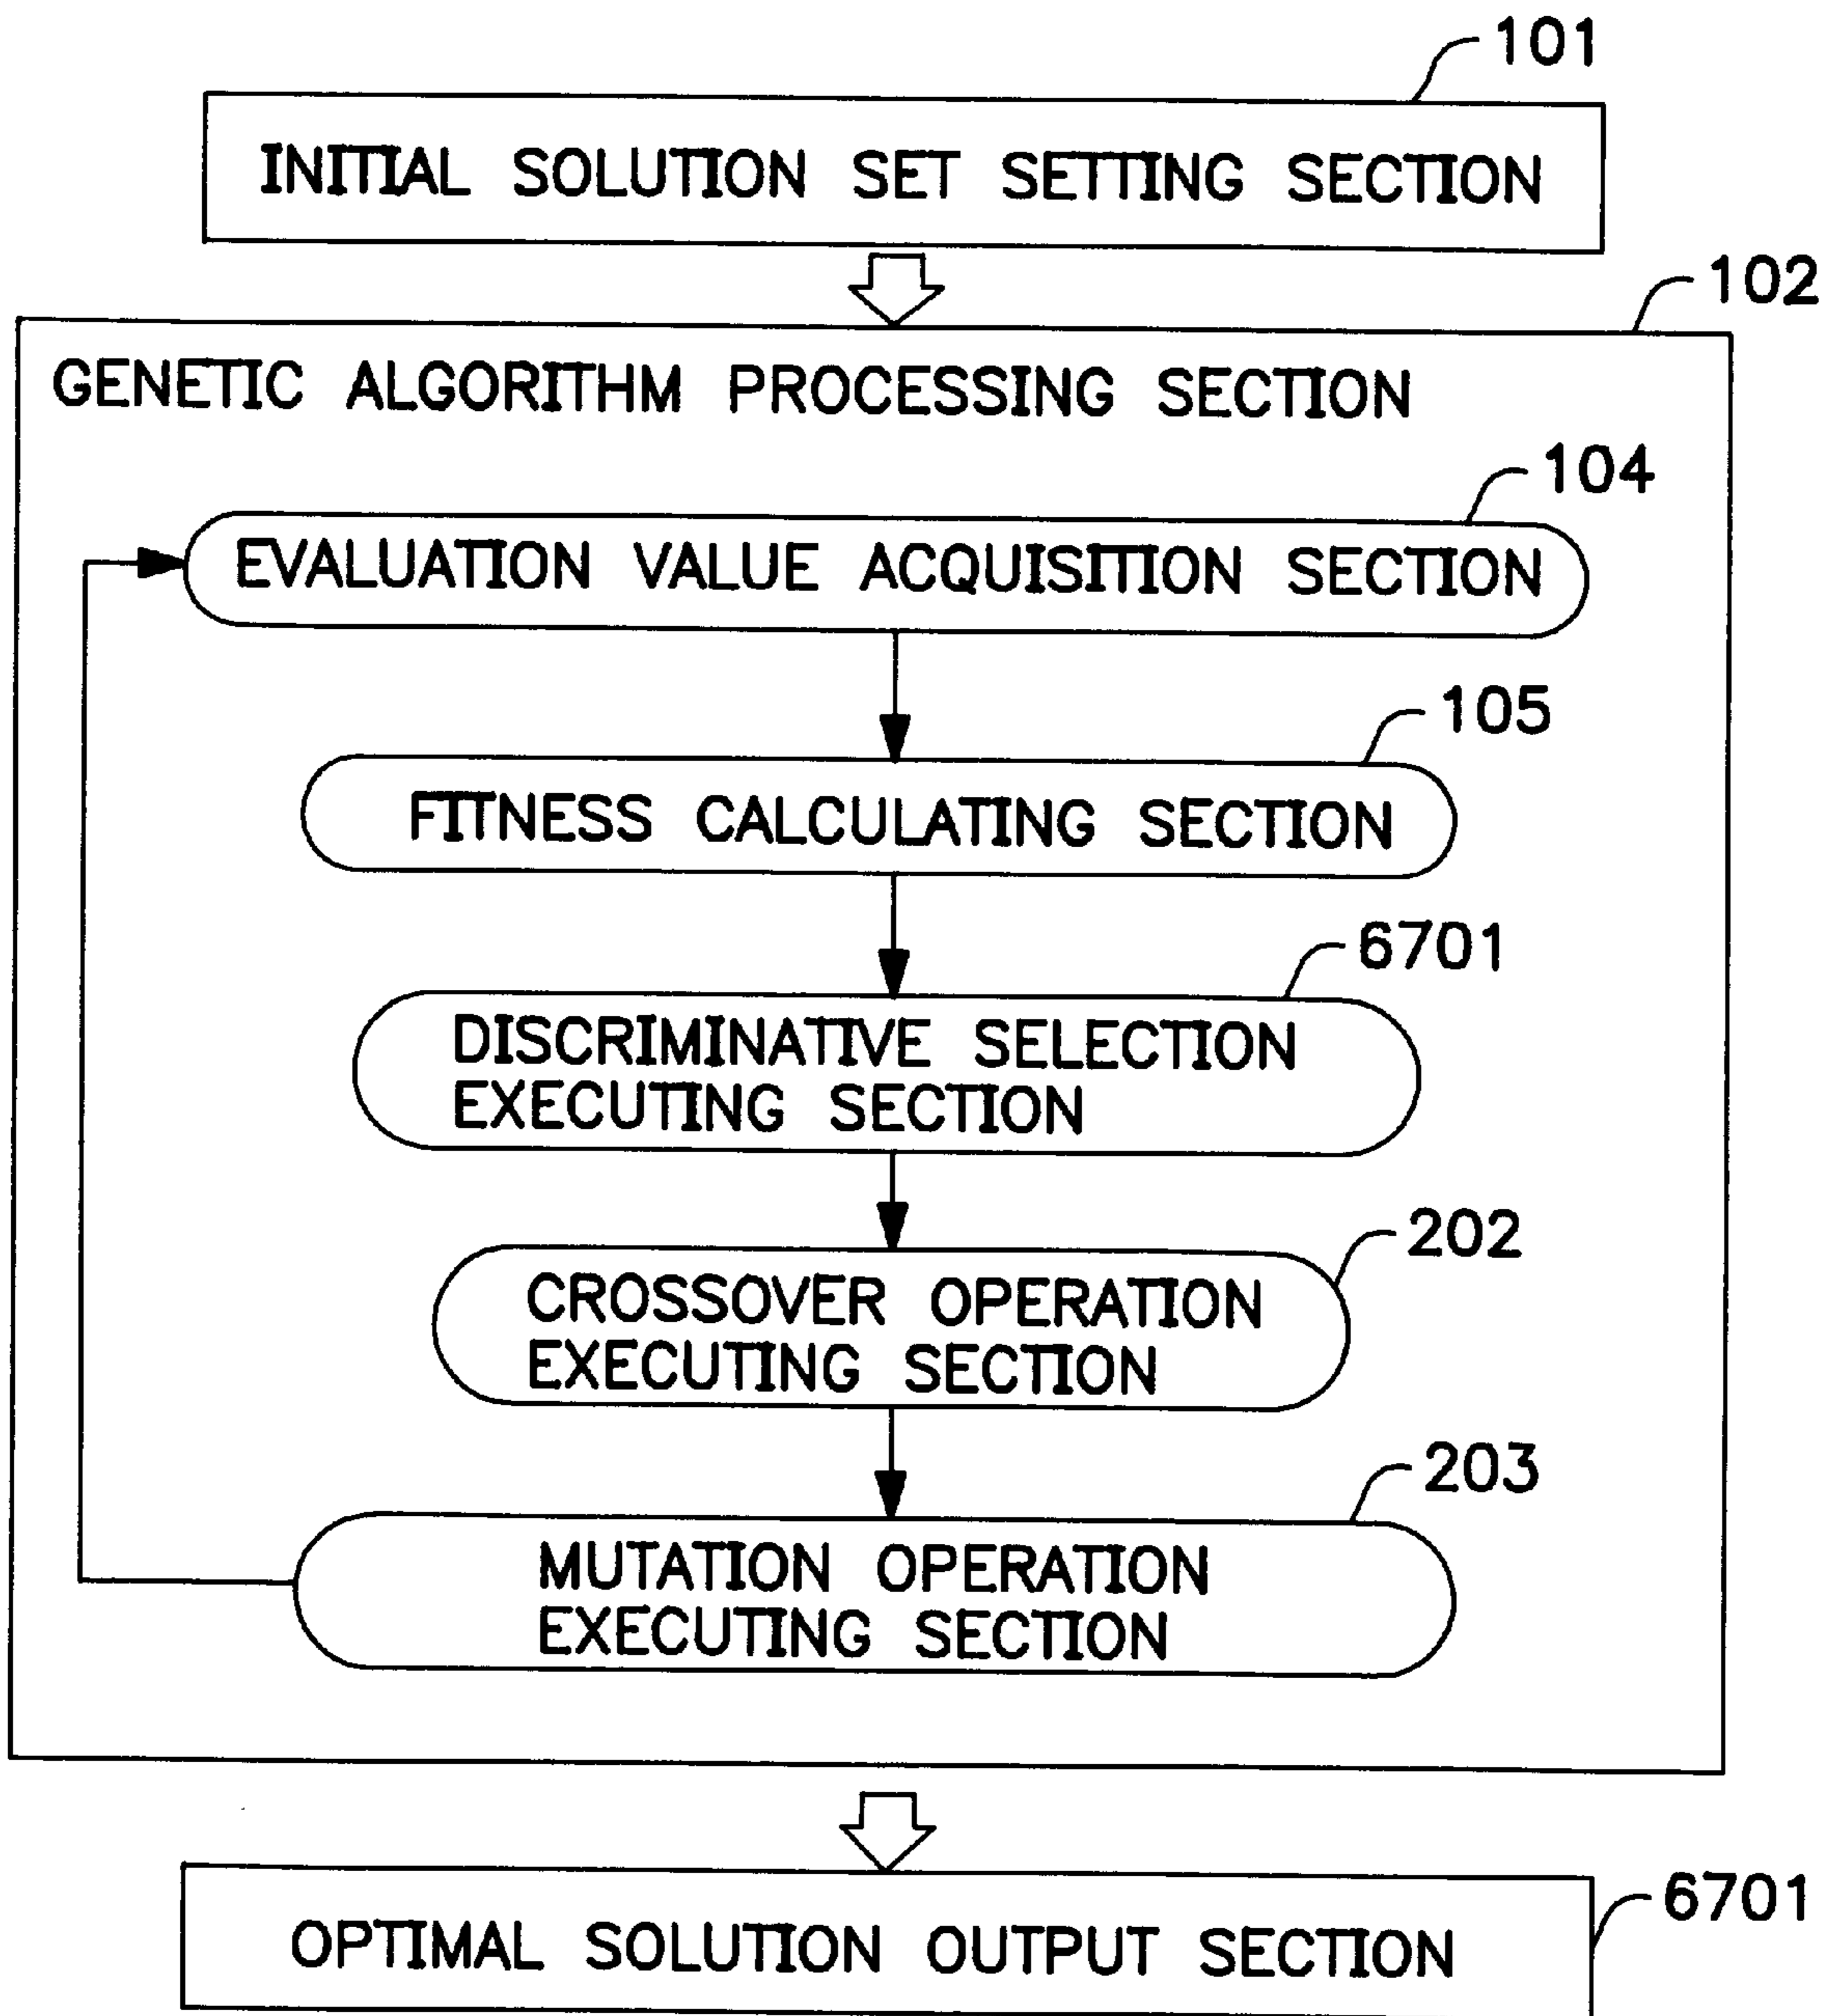 101
INITIAL SOLUTION SET SETTING SECTION
102
GENETIC ALGORITHM PROCESSING SECTION
104
EVALUATION VALUE ACQUISITION SECTION
105
FITNESS CALCULATING SECTION
6701
DISCRIMINATIVE SELECTION
EXECUTING SECTION
202
CROSSOVER OPERATION
EXECUTING SECTION
203
MUTATION OPERATION
EXECUTING SECTION
6701
OPTIMAL SOLUTION OUTPUT SECTION